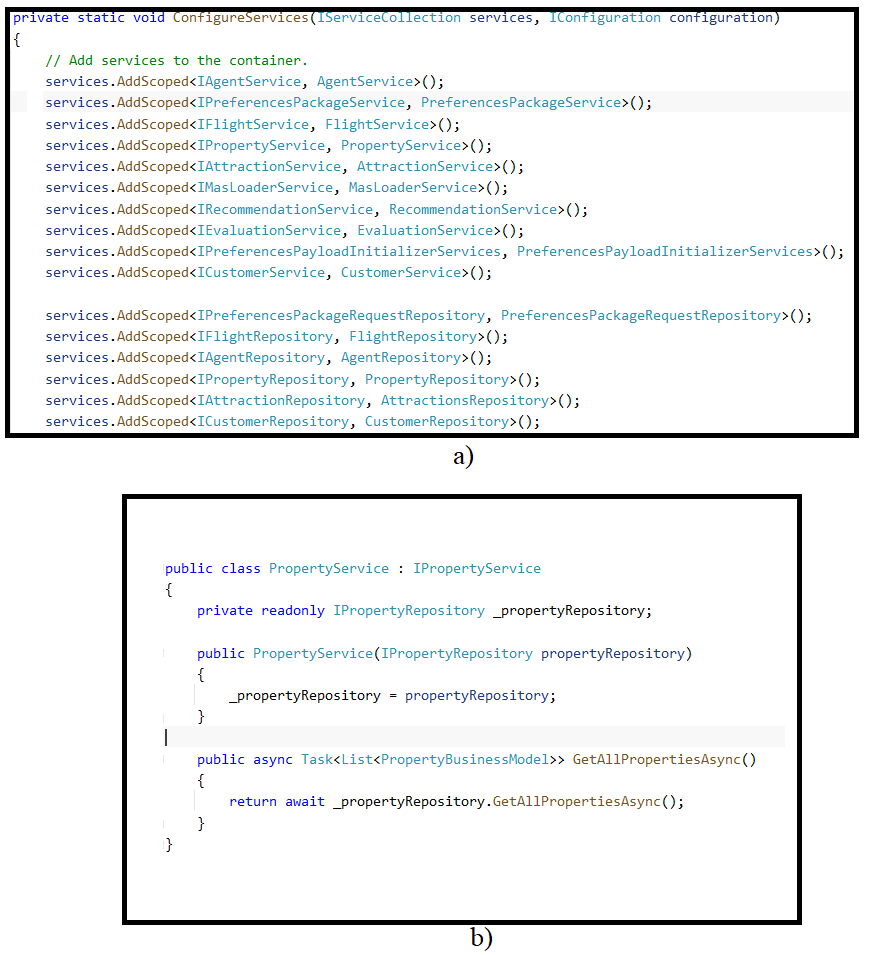 private static void ConfigureServices(IServiceCollection services, IConfiguration configuration)
{
// Add services to the container.
services.AddScoped<IAgentService, AgentService>();
services.AddScoped<IPreferencesPackageService, PreferencesPackageService>();
services.AddScoped<IFlightService, FlightService>();
services.AddScoped<IPropertyService, PropertyService>();
services.AddScoped<IAttractionService, AttractionService>();
services.AddScoped<IMasLoaderService, MasLoaderService>();
services.AddScoped<IRecommendationService, RecommendationService>();
services.AddScoped<IEvaluationService, EvaluationService>();
services.AddScoped<IPreferencesPayloadInitializerServices, PreferencesPayloadInitializerServices>();
services.AddScoped<ICustomerService, CustomerService>();
services.AddScoped<IPreferencesPackageRequestRepository, PreferencesPackageRequestRepository>();
services.AddScoped<IFlightRepository, FlightRepository>();
services.AddScoped<IAgentRepository, AgentRepository>();
services.AddScoped<IPropertyRepository, PropertyRepository>();
services.AddScoped<IAttractionRepository, AttractionsRepository>();
services.AddScoped<ICustomerRepository, CustomerRepository>();
a)
public class PropertyService : IPropertyService
{
private readonly IPropertyRepository _propertyRepository;
public PropertyService(IPropertyRepository propertyRepository)
{
_propertyRepository = propertyRepository;
}
public async Task<List<PropertyBusinessModel>> GetAllPropertiesAsync()
{
return await _propertyRepository.GetAllPropertiesAsync();
}
}
b)